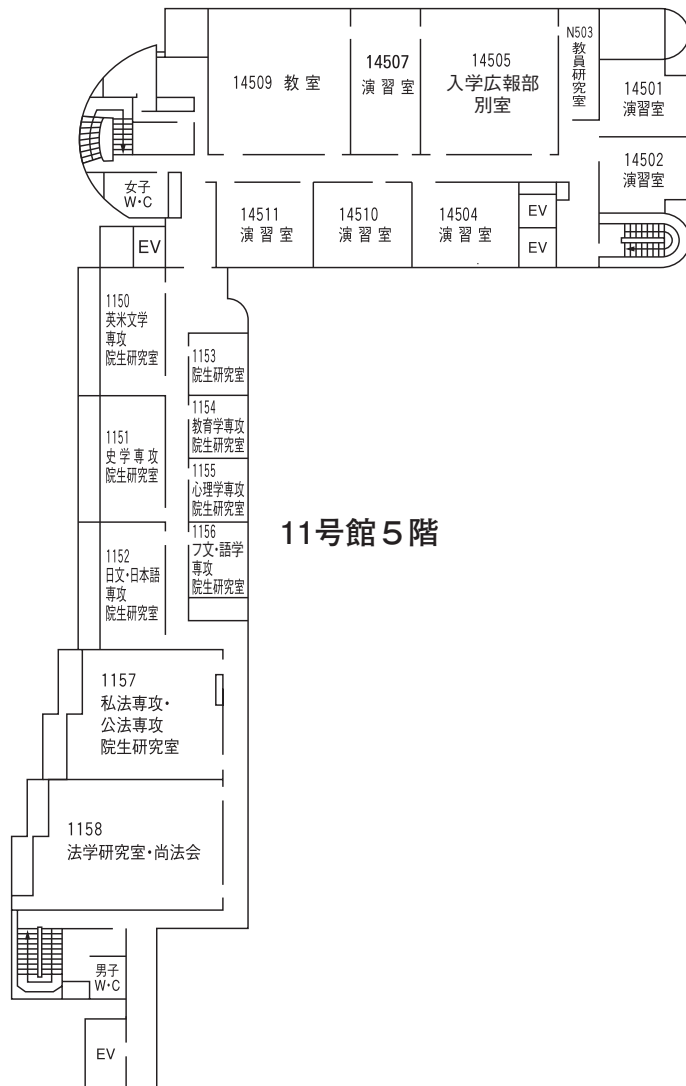 14509 教 室
14507
演 習 室
14505
入学広報部
別室
N503
教員研究室
14501
演習室
14502
演習室
女子
W・C
14511
演 習 室
14510
演 習 室
14504
演 習 室
EV
EV
EV
1150
英米文学
専攻
院生研究室
1153
院生研究室
1154
教育学専攻
院生研究室
1151
史 学 専 攻
院生研究室
1155
心理学専攻
院生研究室
1156
フ文・語学
専攻
院生研究室
11号館５階
1152
日文・日本語
専攻
院生研究室
1157
私法専攻・
公法専攻
院生研究室
1158
法学研究室・尚法会
男子
W・C
EV